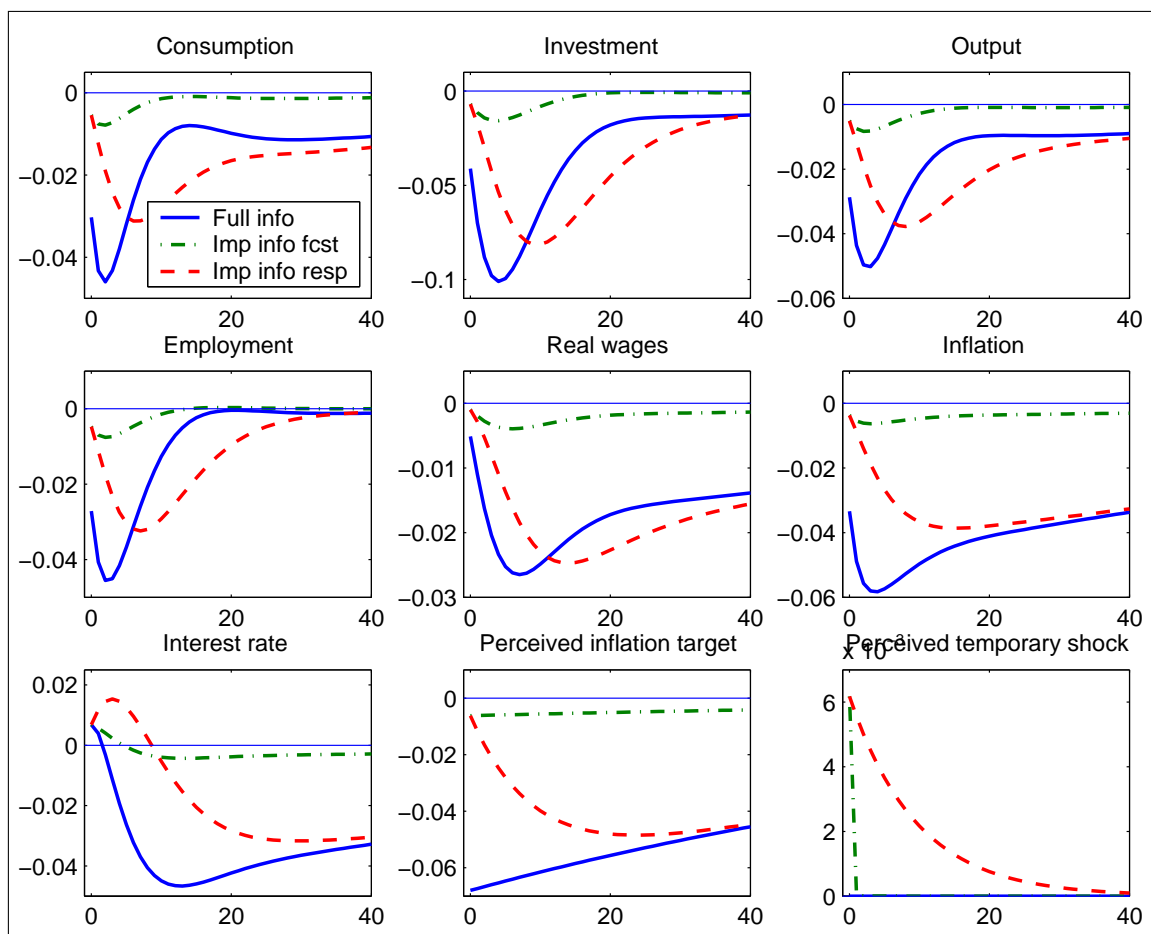 Consumption
Investment
Output
0
−0.02
−0.04
0 20 40
Full info
Imp info fcst
Imp info resp
0
−0.05
−0.1
0 20 40
0
−0.02
−0.04
−0.06
0 20 40
Employment
Real wages
Inflation
0
−0.02
−0.04
0 20 40
0
−0.01
−0.02
−0.03
0 20 40
0
−0.02
−0.04
−0.06
0 20 40
Interest rate
Perceived inflation target
Perceived temporary shock
0.02
0
−0.02
−0.04
0 20 40
0
−0.02
−0.04
−0.06
0 20 40
x 10
6
4
2
0
0 20 40